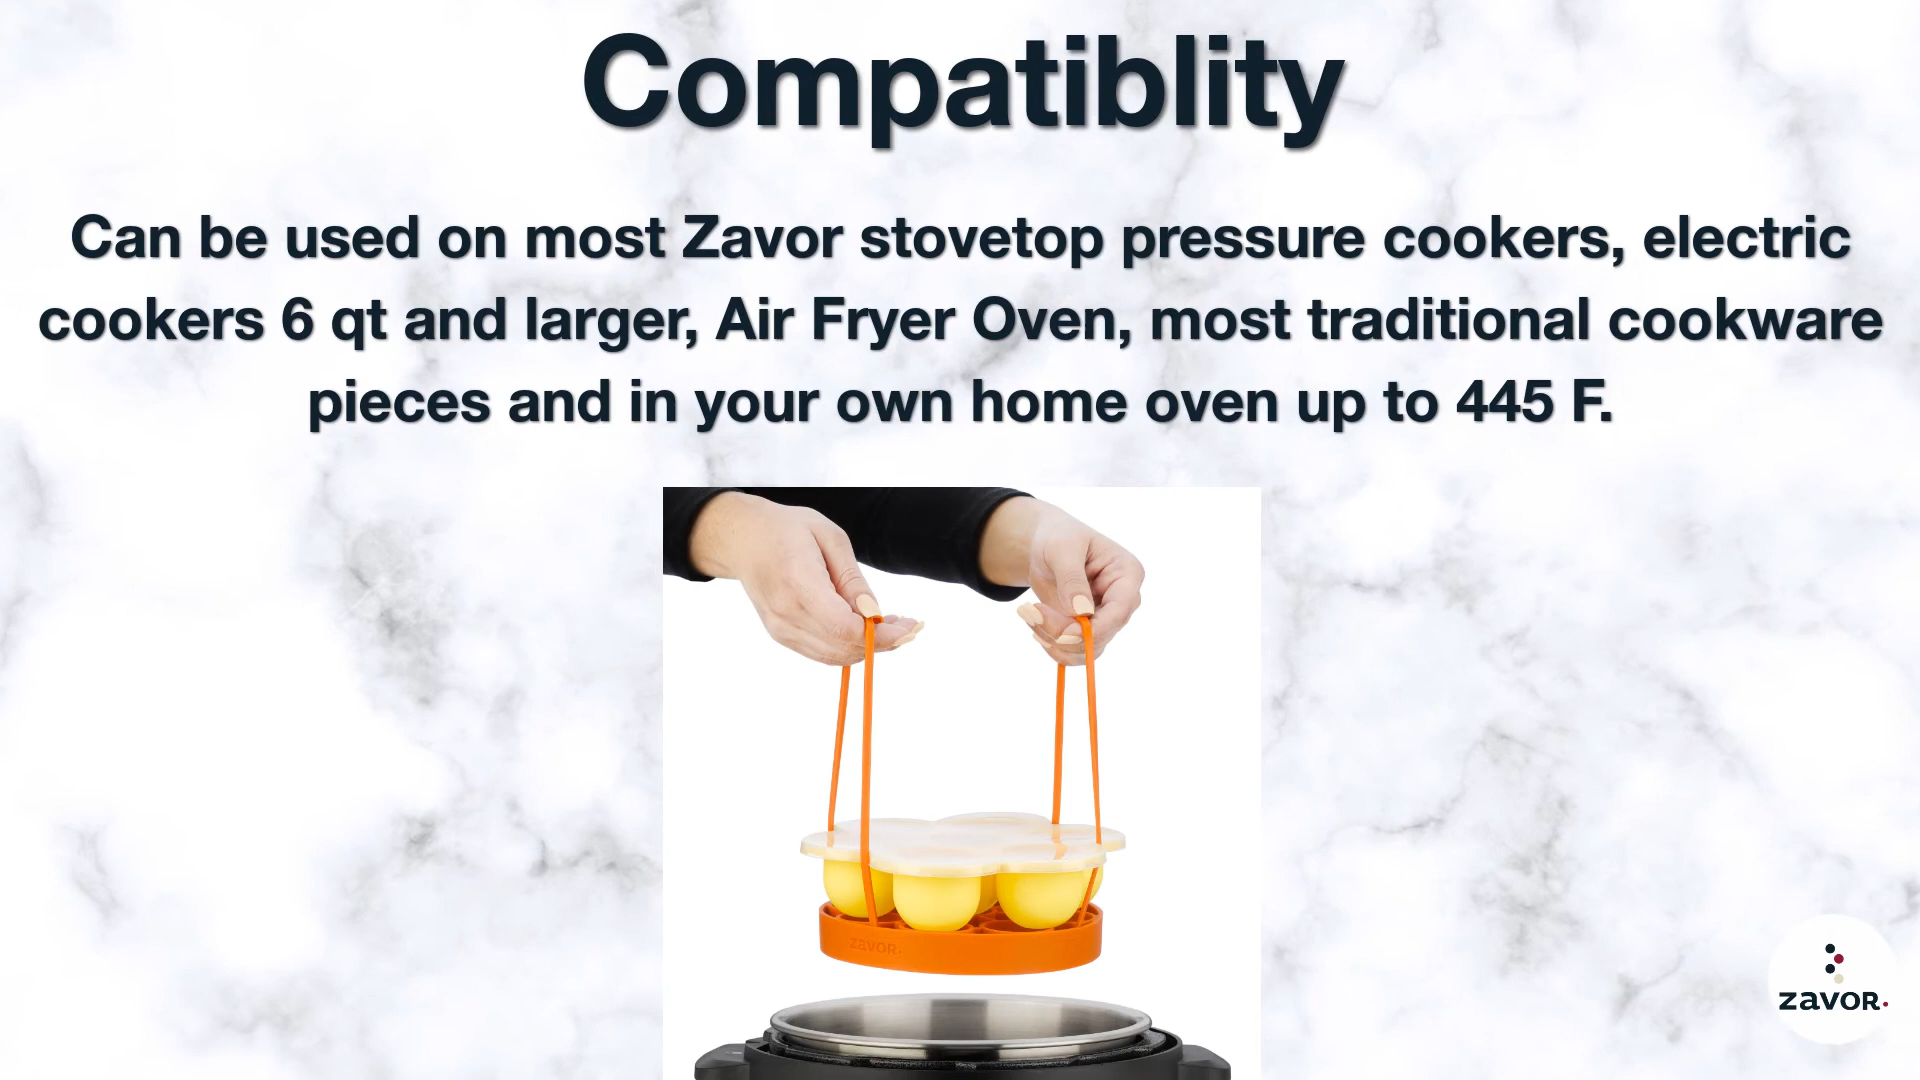 Compatiblity
Can be used on most Zavor stovetop pressure cookers, electric
cookers 6 qt and larger, Air Fryer Oven, most traditional cookware
pieces and in your own home oven up to 445 F.
zavor.
zavor.